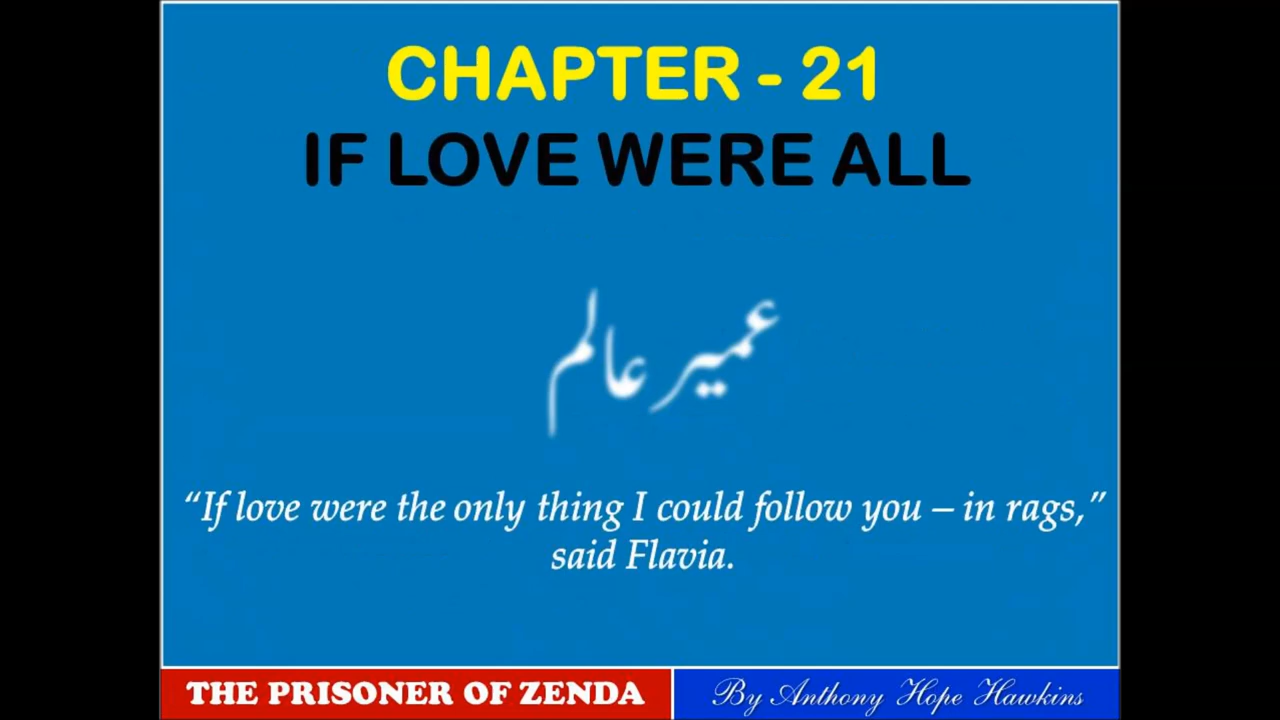 CHAPTER - 21
IF LOVE WERE ALL
عمیر عالم
“If love were the only thing I could follow you – in rags,”
said Flavia.
THE PRISONER OF ZENDA
By Anthony Hope Hawkins